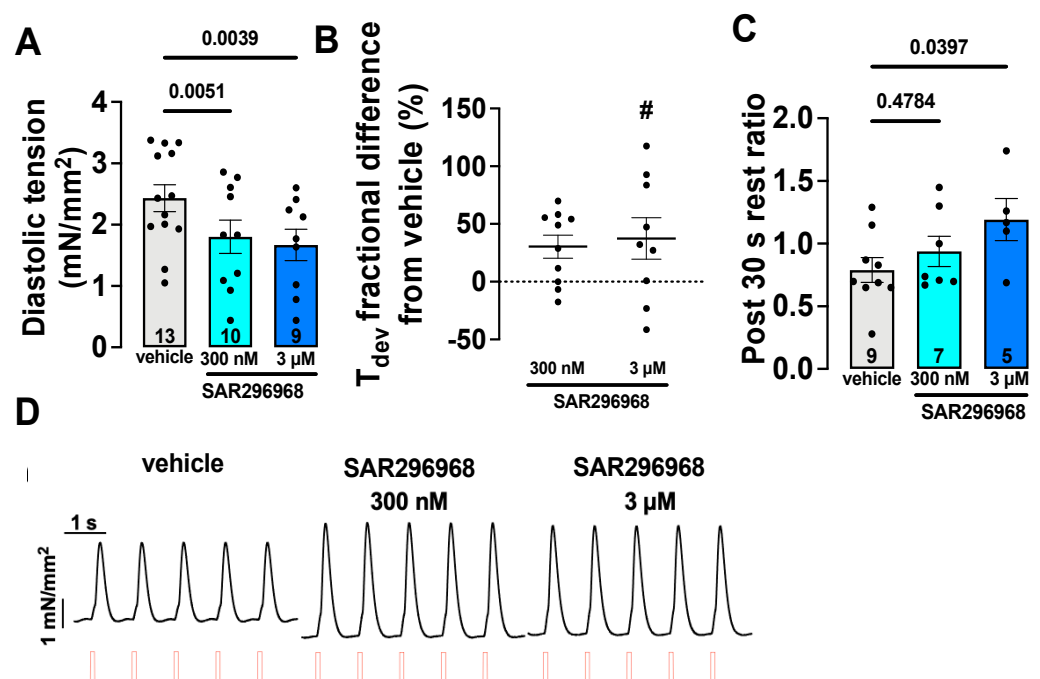 A
0.0039
0.0051
Diastolic tension
(mN/mm²)
4
3
2
1
0
13
10
9
vehicle
300 nM
3 µM
SAR296968
B
T_dev fractional difference
from vehicle (%)
150
100
50
0
-50
#
300 nM
3 µM
SAR296968
C
0.0397
0.4784
Post 30 s rest ratio
2.0
1.5
1.0
0.5
0.0
9
7
5
vehicle
300 nM
3 µM
SAR296968
D
vehicle
SAR296968
300 nM
SAR296968
3 µM
1 s
1 mN/mm²